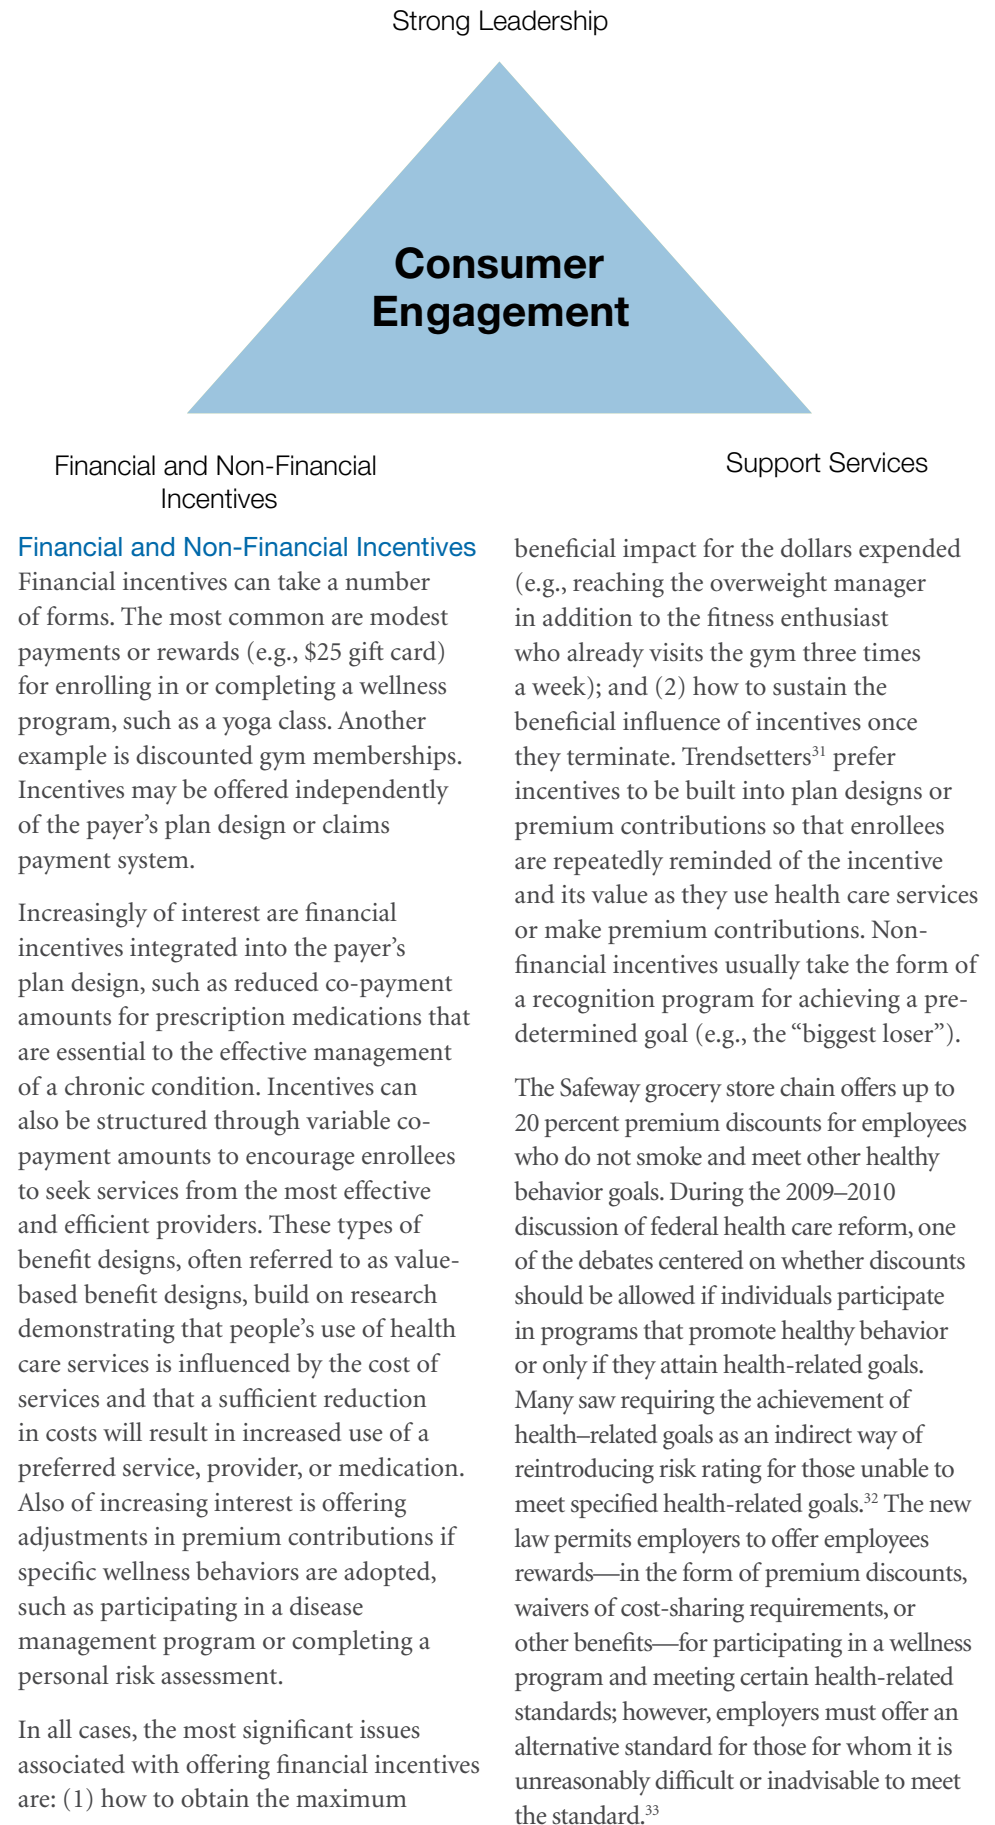 Strong Leadership
Consumer
Engagement
Financial and Non-Financial
Incentives
Support Services
Financial and Non-Financial Incentives
Financial incentives can take a number
of forms. The most common are modest
payments or rewards (e.g., $25 gift card)
for enrolling in or completing a wellness
program, such as a yoga class. Another
example is discounted gym memberships.
Incentives may be offered independently
of the payer’s plan design or claims
payment system.
Increasingly of interest are financial
incentives integrated into the payer’s
plan design, such as reduced co-payment
amounts for prescription medications that
are essential to the effective management
of a chronic condition. Incentives can
also be structured through variable co-
payment amounts to encourage enrollees
to seek services from the most effective
and efficient providers. These types of
benefit designs, often referred to as value-
based benefit designs, build on research
demonstrating that people’s use of health
care services is influenced by the cost of
services and that a sufficient reduction
in costs will result in increased use of a
preferred service, provider, or medication.
Also of increasing interest is offering
adjustments in premium contributions if
specific wellness behaviors are adopted,
such as participating in a disease
management program or completing a
personal risk assessment.
In all cases, the most significant issues
associated with offering financial incentives
are: (1) how to obtain the maximum
beneficial impact for the dollars expended
(e.g., reaching the overweight manager
in addition to the fitness enthusiast
who already visits the gym three times
a week); and (2) how to sustain the
beneficial influence of incentives once
they terminate. Trendsetters³¹ prefer
incentives to be built into plan designs or
premium contributions so that enrollees
are repeatedly reminded of the incentive
and its value as they use health care services
or make premium contributions. Non-
financial incentives usually take the form of
a recognition program for achieving a pre-
determined goal (e.g., the “biggest loser”).
The Safeway grocery store chain offers up to
20 percent premium discounts for employees
who do not smoke and meet other healthy
behavior goals. During the 2009–2010
discussion of federal health care reform, one
of the debates centered on whether discounts
should be allowed if individuals participate
in programs that promote healthy behavior
or only if they attain health-related goals.
Many saw requiring the achievement of
health–related goals as an indirect way of
reintroducing risk rating for those unable to
meet specified health-related goals.³² The new
law permits employers to offer employees
rewards—in the form of premium discounts,
waivers of cost-sharing requirements, or
other benefits—for participating in a wellness
program and meeting certain health-related
standards; however, employers must offer an
alternative standard for those for whom it is
unreasonably difficult or inadvisable to meet
the standard.³³